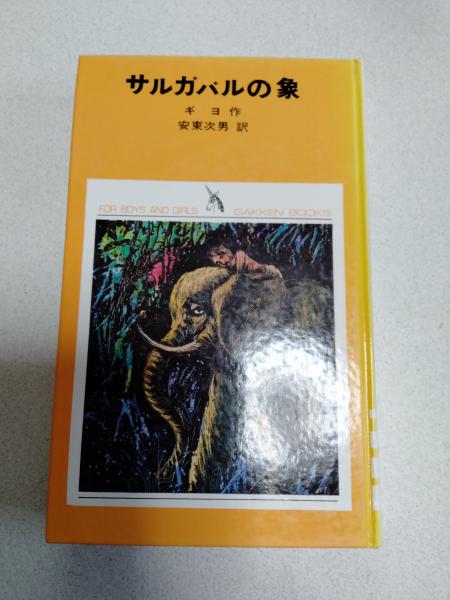 サルガバルの象
ギヨ 作
安東次男 訳
FOR BOYS AND GIRLS
GAKKEN BOOKS